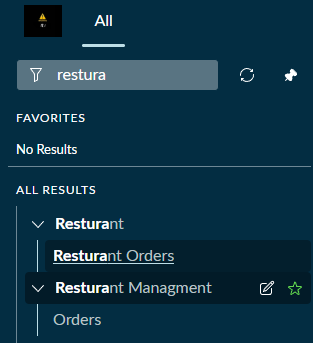 All
restura
FAVORITES
No Results
ALL RESULTS
Resturant
Resturant Orders
Resturant Managment
Orders